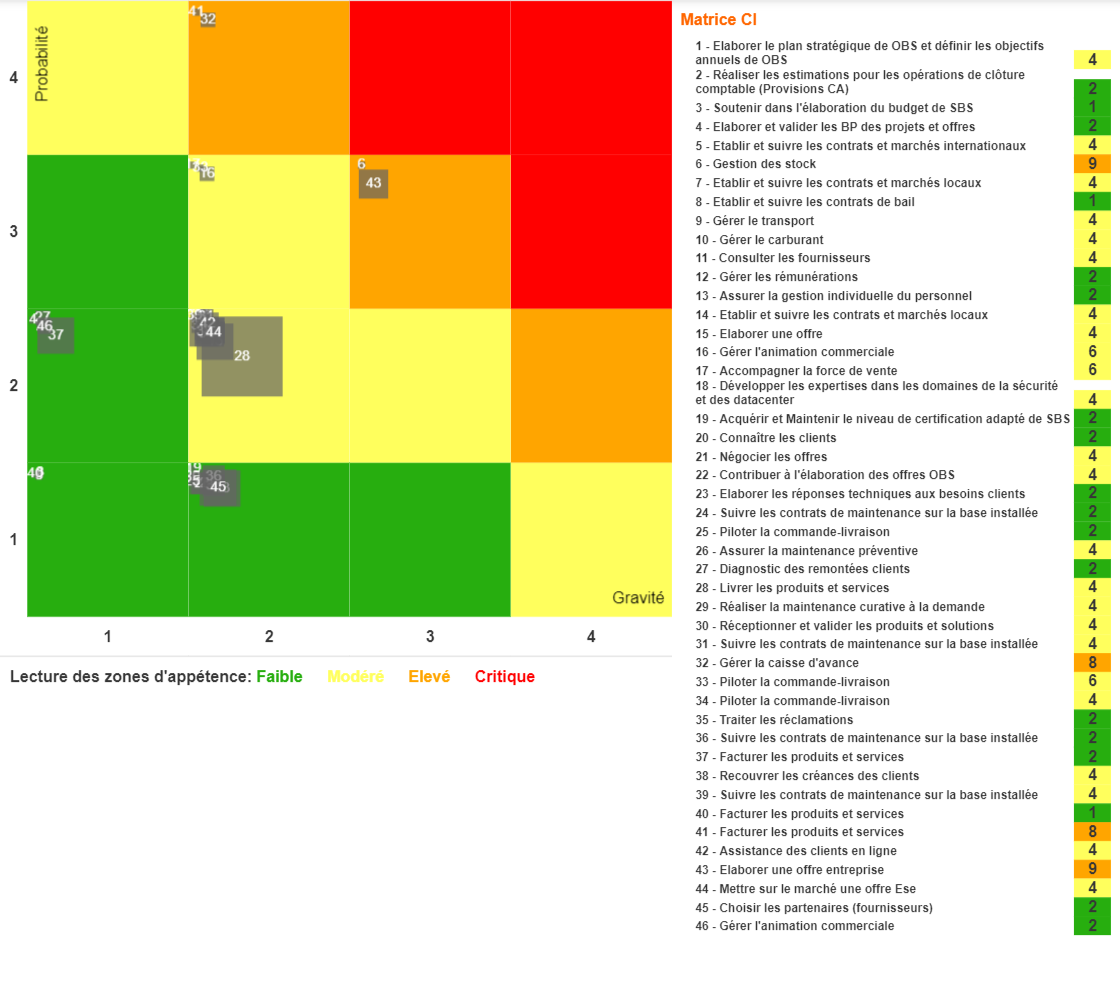 Probabilité
4
3
2
1
41
32
6
43
16
27
46
37
44
28
45
Gravité
1
2
3
4
Lecture des zones d'appétence: Faible Modéré Elevé Critique
Matrice CI
1 - Elaborer le plan stratégique de OBS et définir les objectifs
annuels de OBS 4
2 - Réaliser les estimations pour les opérations de clôture
comptable (Provisions CA) 2
3 - Soutenir dans l'élaboration du budget de SBS 1
4 - Elaborer et valider les BP des projets et offres 2
5 - Etablir et suivre les contrats et marchés internationaux 4
6 - Gestion des stock 9
7 - Etablir et suivre les contrats et marchés locaux 4
8 - Etablir et suivre les contrats de bail 1
9 - Gérer le transport 4
10 - Gérer le carburant 4
11 - Consulter les fournisseurs 4
12 - Gérer les rémunérations 2
13 - Assurer la gestion individuelle du personnel 2
14 - Etablir et suivre les contrats et marchés locaux 4
15 - Elaborer une offre 4
16 - Gérer l'animation commerciale 6
17 - Accompagner la force de vente 6
18 - Développer les expertises dans les domaines de la sécurité
et des datacenter 4
19 - Acquérir et Maintenir le niveau de certification adapté de SBS 2
20 - Connaître les clients 2
21 - Négocier les offres 4
22 - Contribuer à l'élaboration des offres OBS 4
23 - Elaborer les réponses techniques aux besoins clients 2
24 - Suivre les contrats de maintenance sur la base installée 2
25 - Piloter la commande-livraison 2
26 - Assurer la maintenance préventive 4
27 - Diagnostic des remontées clients 2
28 - Livrer les produits et services 4
29 - Réaliser la maintenance curative à la demande 4
30 - Réceptionner et valider les produits et solutions 4
31 - Suivre les contrats de maintenance sur la base installée 4
32 - Gérer la caisse d'avance 8
33 - Piloter la commande-livraison 6
34 - Piloter la commande-livraison 4
35 - Traiter les réclamations 2
36 - Suivre les contrats de maintenance sur la base installée 2
37 - Facturer les produits et services 2
38 - Recouvrer les créances des clients 4
39 - Suivre les contrats de maintenance sur la base installée 4
40 - Facturer les produits et services 1
41 - Facturer les produits et services 8
42 - Assistance des clients en ligne 4
43 - Elaborer une offre entreprise 9
44 - Mettre sur le marché une offre Ese 4
45 - Choisir les partenaires (fournisseurs) 2
46 - Gérer l'animation commerciale 2